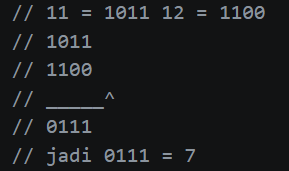 // 11 = 1011 12 = 1100
// 1011
// 1100
// _____^
// 0111
// jadi 0111 = 7